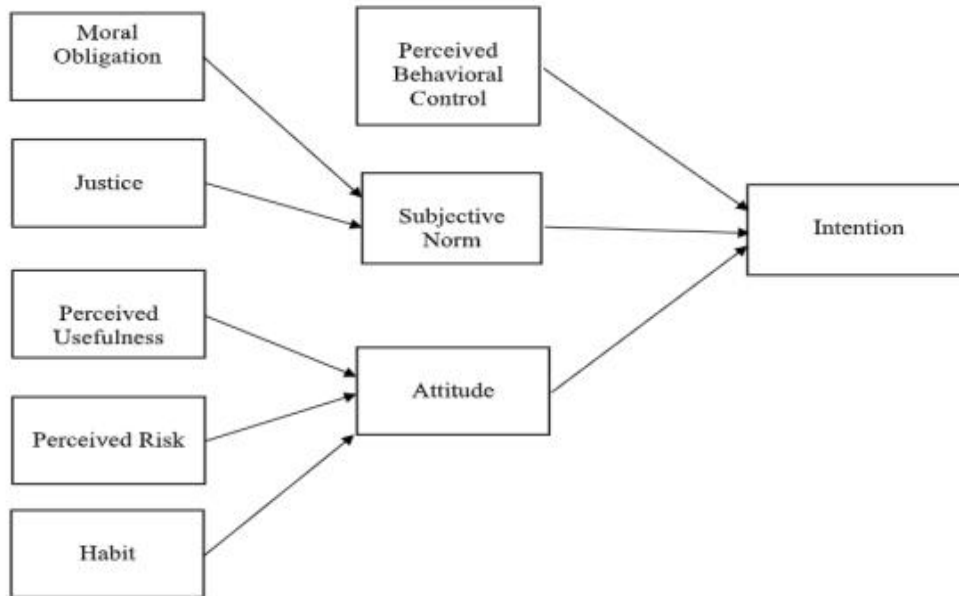 Moral
Obligation
Perceived
Behavioral
Control
Justice
Subjective
Norm
Intention
Perceived
Usefulness
Attitude
Perceived Risk
Habit